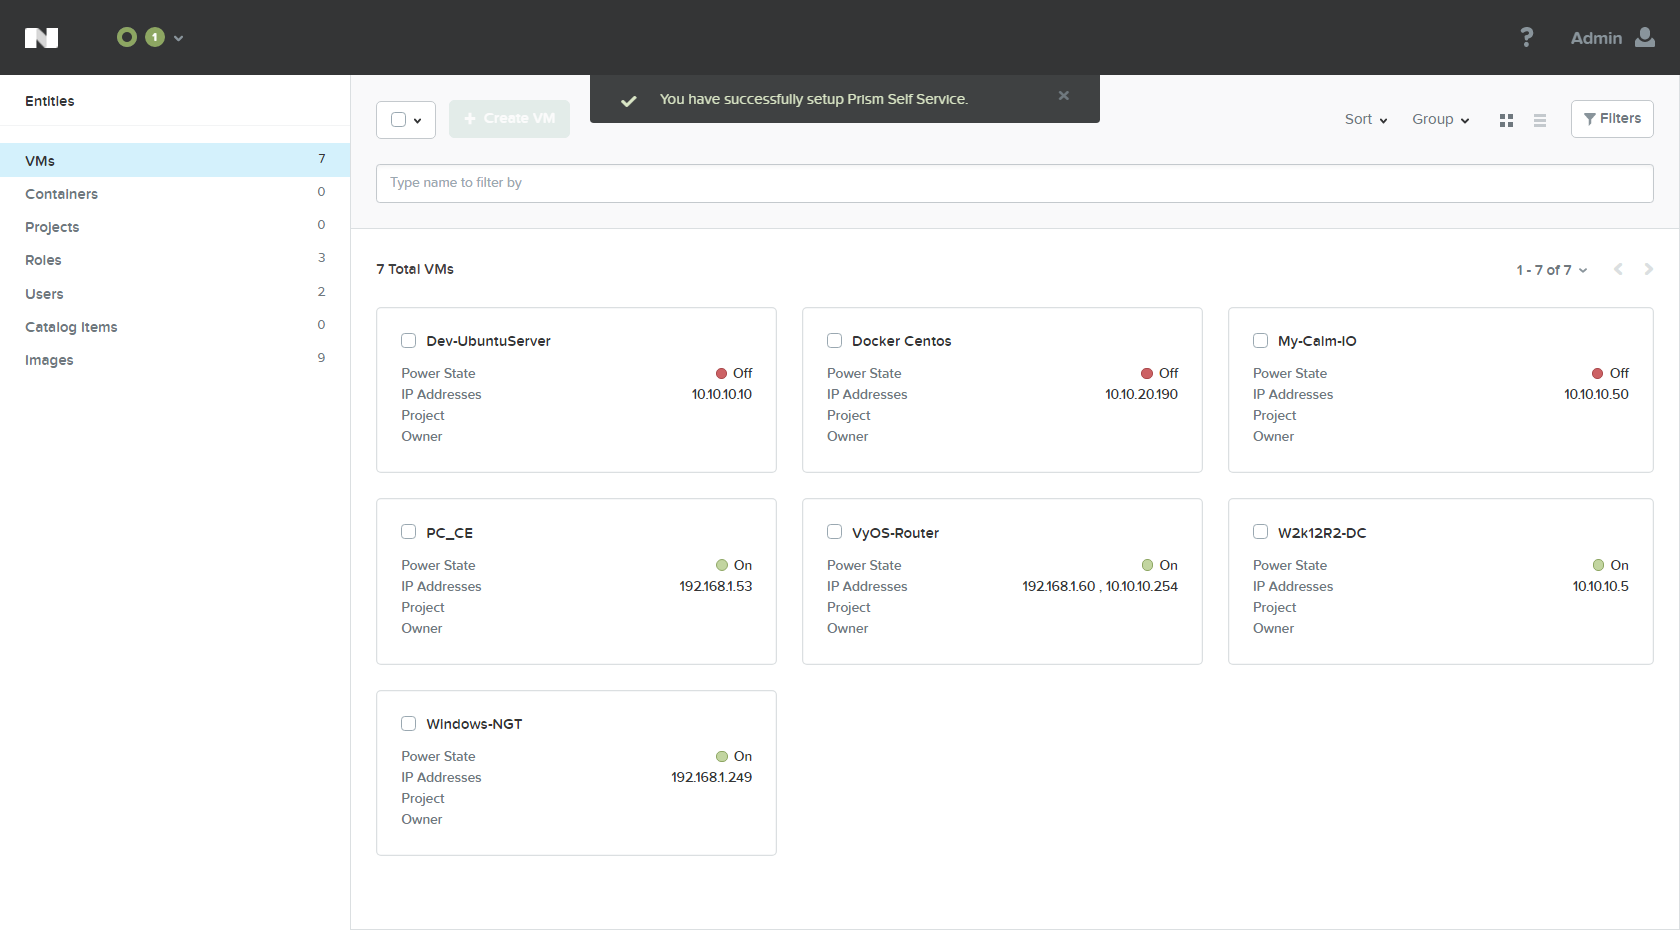 1
? Admin
Entities
VMs 7
Containers 0
Projects 0
Roles 3
Users 2
Catalog Items 0
Images 9
+ Create VM
You have successfully setup Prism Self Service.
Sort
Group
Filters
Type name to filter by
7 Total VMs
1 - 7 of 7
Dev-UbuntuServer
Power State Off
IP Addresses 10.10.10.10
Project
Owner
Docker Centos
Power State Off
IP Addresses 10.10.20.190
Project
Owner
My-Calm-IO
Power State Off
IP Addresses 10.10.10.50
Project
Owner
PC_CE
Power State On
IP Addresses 192.168.1.53
Project
Owner
VyOS-Router
Power State On
IP Addresses 192.168.1.60 , 10.10.10.254
Project
Owner
W2k12R2-DC
Power State On
IP Addresses 10.10.10.5
Project
Owner
Windows-NGT
Power State On
IP Addresses 192.168.1.249
Project
Owner